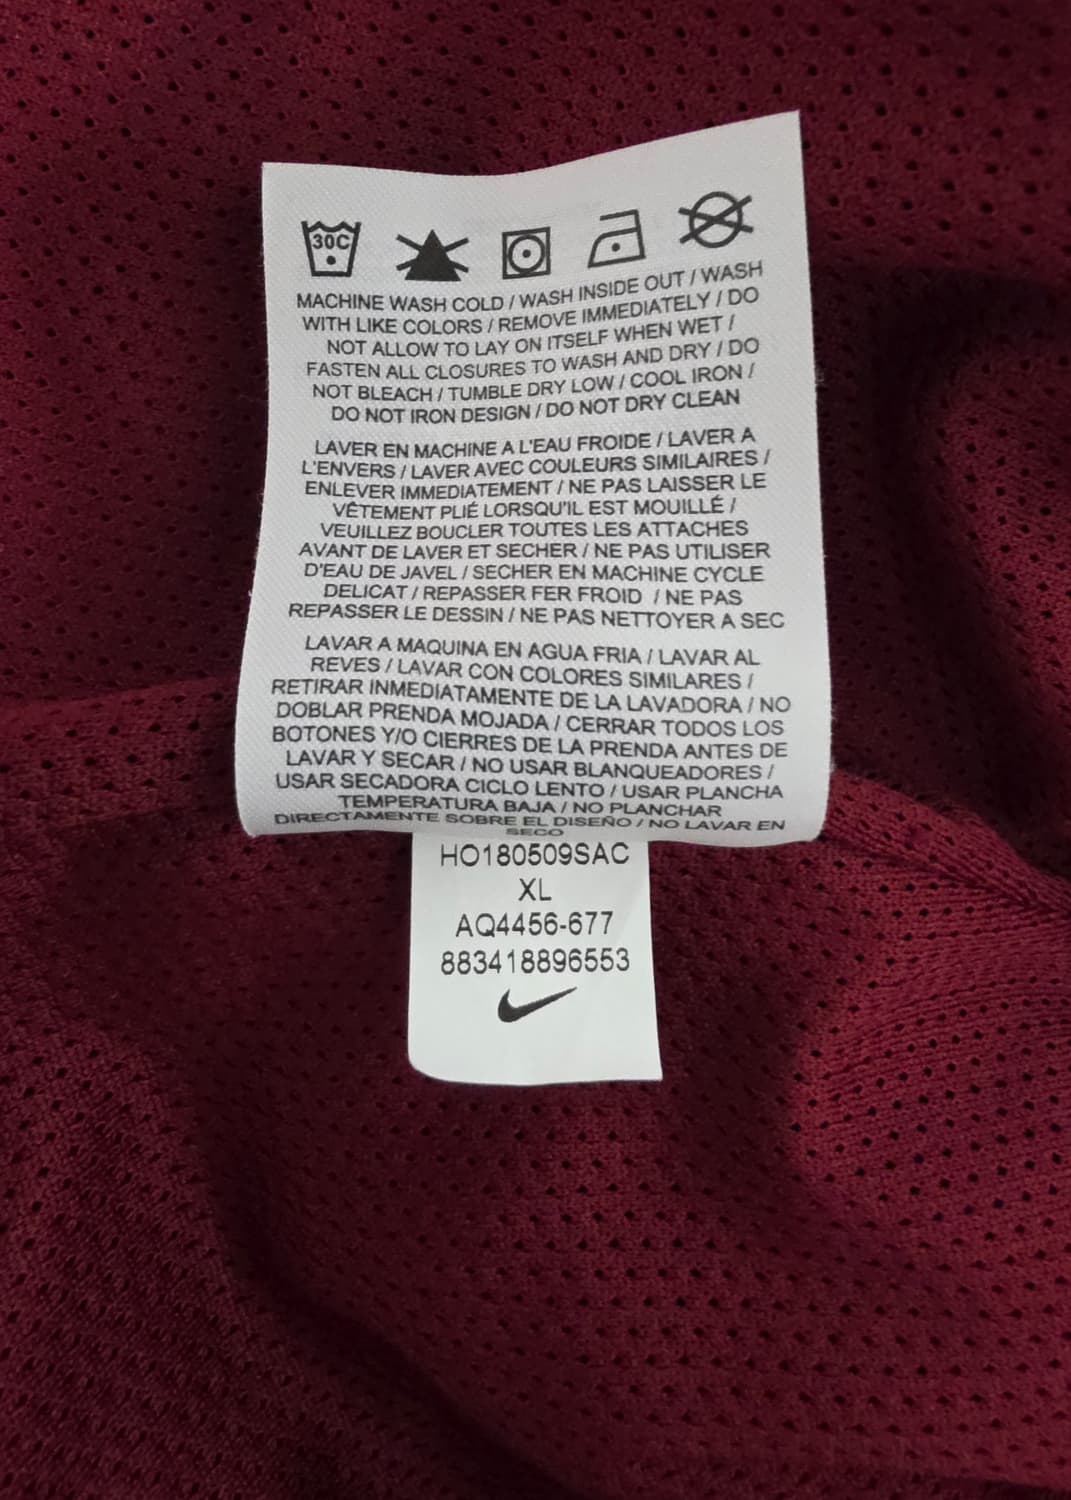 30C
MACHINE WASH COLD / WASH INSIDE OUT / WASH
WITH LIKE COLORS / REMOVE IMMEDIATELY / DO
NOT ALLOW TO LAY ON ITSELF WHEN WET /
FASTEN ALL CLOSURES TO WASH AND DRY / DO
NOT BLEACH / TUMBLE DRY LOW / COOL IRON /
DO NOT IRON DESIGN / DO NOT DRY CLEAN
LAVER EN MACHINE A L'EAU FROIDE / LAVER A
L'ENVERS / LAVER AVEC COULEURS SIMILAIRES /
ENLEVER IMMEDIATEMENT / NE PAS LAISSER LE
VÊTEMENT PLIÉ LORSQU'IL EST MOUILLÉ /
VEUILLEZ BOUCLER TOUTES LES ATTACHES
AVANT DE LAVER ET SECHER / NE PAS UTILISER
D'EAU DE JAVEL / SECHER EN MACHINE CYCLE
DELICAT / REPASSER FER FROID / NE PAS
REPASSER LE DESSIN / NE PAS NETTOYER A SEC
LAVAR A MAQUINA EN AGUA FRIA / LAVAR AL
REVES / LAVAR CON COLORES SIMILARES /
RETIRAR INMEDIATAMENTE DE LA LAVADORA / NO
DOBLAR PRENDA MOJADA / CERRAR TODOS LOS
BOTONES Y/O CIERRES DE LA PRENDA ANTES DE
LAVAR Y SECAR / NO USAR BLANQUEADORES /
USAR SECADORA CICLO LENTO / USAR PLANCHA
TEMPERATURA BAJA / NO PLANCHAR
DIRECTAMENTE SOBRE EL DISEÑO / NO LAVAR EN
SECO
HO180509SAC
XL
AQ4456-677
883418896553